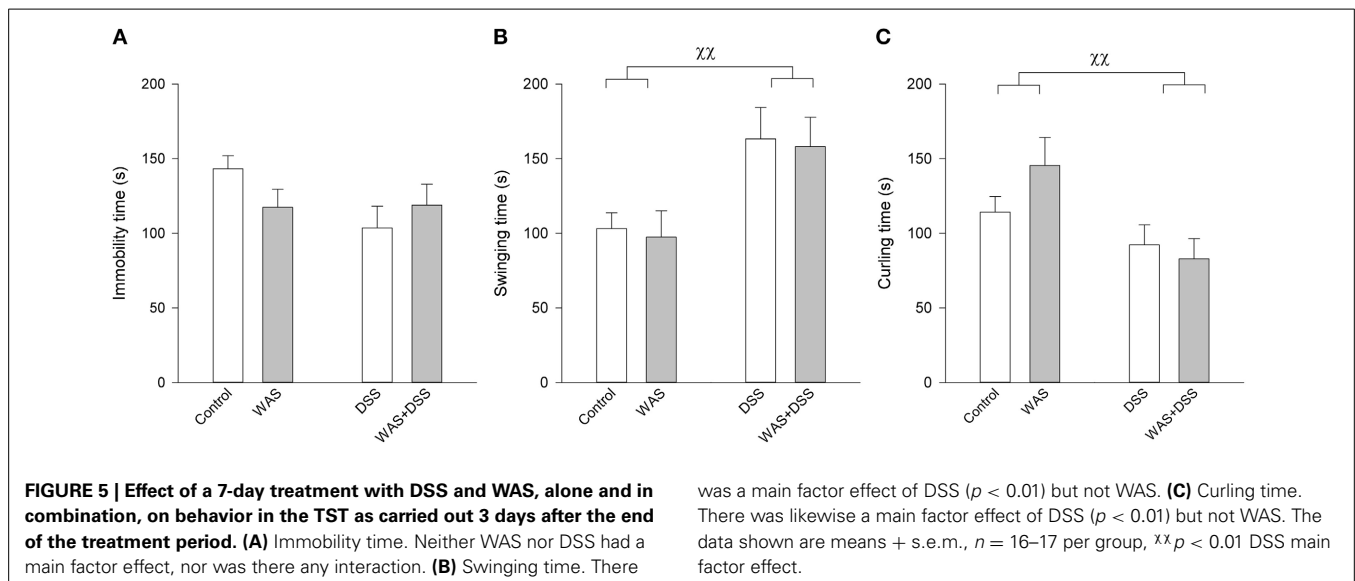 A
B
C
χχ
χχ
200
150
100
50
0
Immobility time (s)
Control
WAS
DSS
WAS+DSS
200
150
100
50
0
Swinging time (s)
Control
WAS
DSS
WAS+DSS
200
150
100
50
0
Curling time (s)
Control
WAS
DSS
WAS+DSS
FIGURE 5 | Effect of a 7-day treatment with DSS and WAS, alone and in
combination, on behavior in the TST as carried out 3 days after the end
of the treatment period. (A) Immobility time. Neither WAS nor DSS had a
main factor effect, nor was there any interaction. (B) Swinging time. There
was a main factor effect of DSS (p < 0.01) but not WAS. (C) Curling time.
There was likewise a main factor effect of DSS (p < 0.01) but not WAS. The
data shown are means + s.e.m., n = 16–17 per group, χχp < 0.01 DSS main
factor effect.